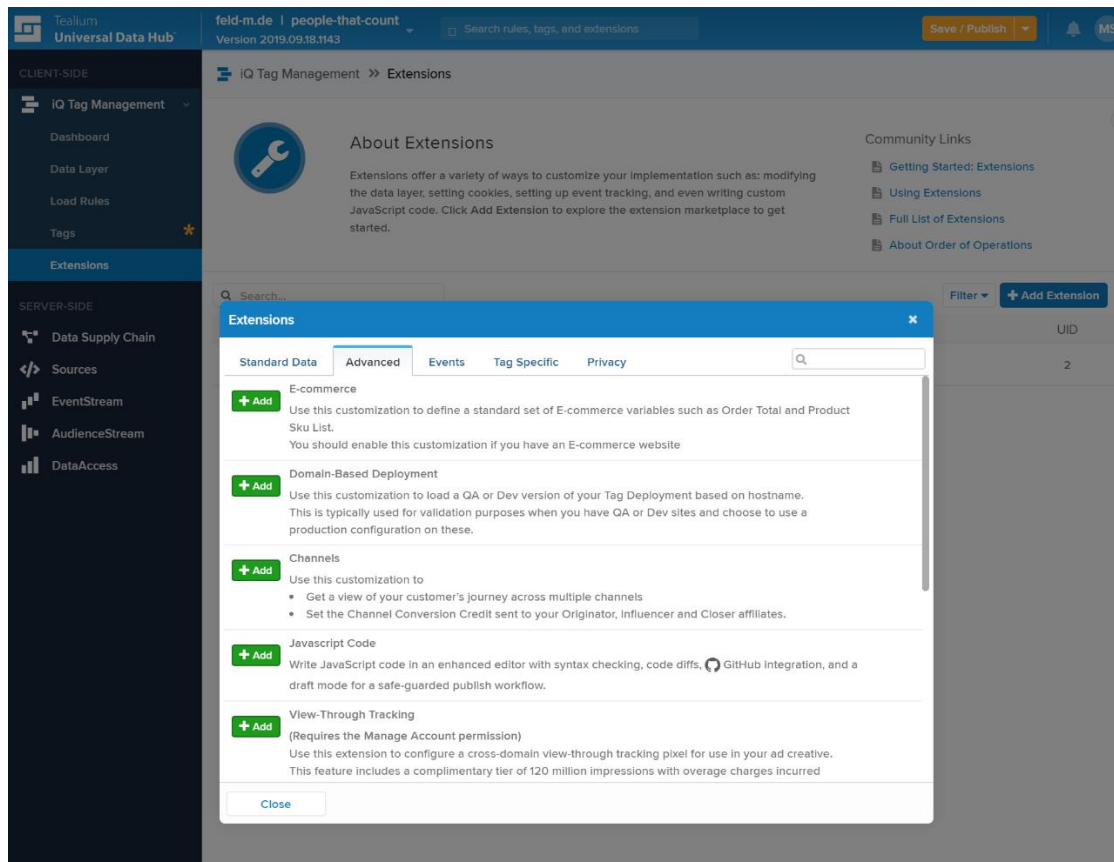 Tealium
Universal Data Hub
feld-m.de | people-that-count
Version 2019.09.18.1143
Search rules, tags, and extensions
Save / Publish
MS
CLIENT-SIDE
iQ Tag Management
Dashboard
Data Layer
Load Rules
Tags
Extensions
SERVER-SIDE
Data Supply Chain
Sources
EventStream
AudienceStream
DataAccess
iQ Tag Management >> Extensions
About Extensions
Extensions offer a variety of ways to customize your implementation such as: modifying
the data layer, setting cookies, setting up event tracking, and even writing custom
JavaScript code. Click Add Extension to explore the extension marketplace to get
started.
Community Links
Getting Started: Extensions
Using Extensions
Full List of Extensions
About Order of Operations
Search...
Filter
+ Add Extension
UID
2
Extensions
×
Standard Data
Advanced
Events
Tag Specific
Privacy
+ Add
E-commerce
Use this customization to define a standard set of E-commerce variables such as Order Total and Product
Sku List.
You should enable this customization if you have an E-commerce website
+ Add
Domain-Based Deployment
Use this customization to load a QA or Dev version of your Tag Deployment based on hostname.
This is typically used for validation purposes when you have QA or Dev sites and choose to use a
production configuration on these.
+ Add
Channels
Use this customization to
• Get a view of your customer's journey across multiple channels
• Set the Channel Conversion Credit sent to your Originator, Influencer and Closer affiliates.
+ Add
Javascript Code
Write JavaScript code in an enhanced editor with syntax checking, code diffs, GitHub integration, and a
draft mode for a safe-guarded publish workflow.
+ Add
View-Through Tracking
(Requires the Manage Account permission)
Use this extension to configure a cross-domain view-through tracking pixel for use in your ad creative.
This feature includes a complimentary tier of 120 million impressions with overage charges incurred
Close